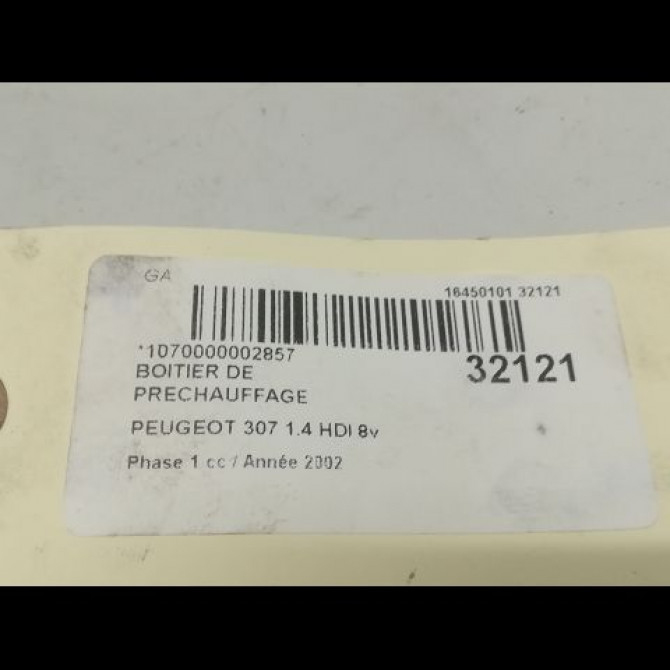 GA
16450101 32121
*1070000002857
32121
BOITIER DE
PRECHAUFFAGE
PEUGEOT 307 1.4 HDI 8v
Phase 1 cc / Année 2002